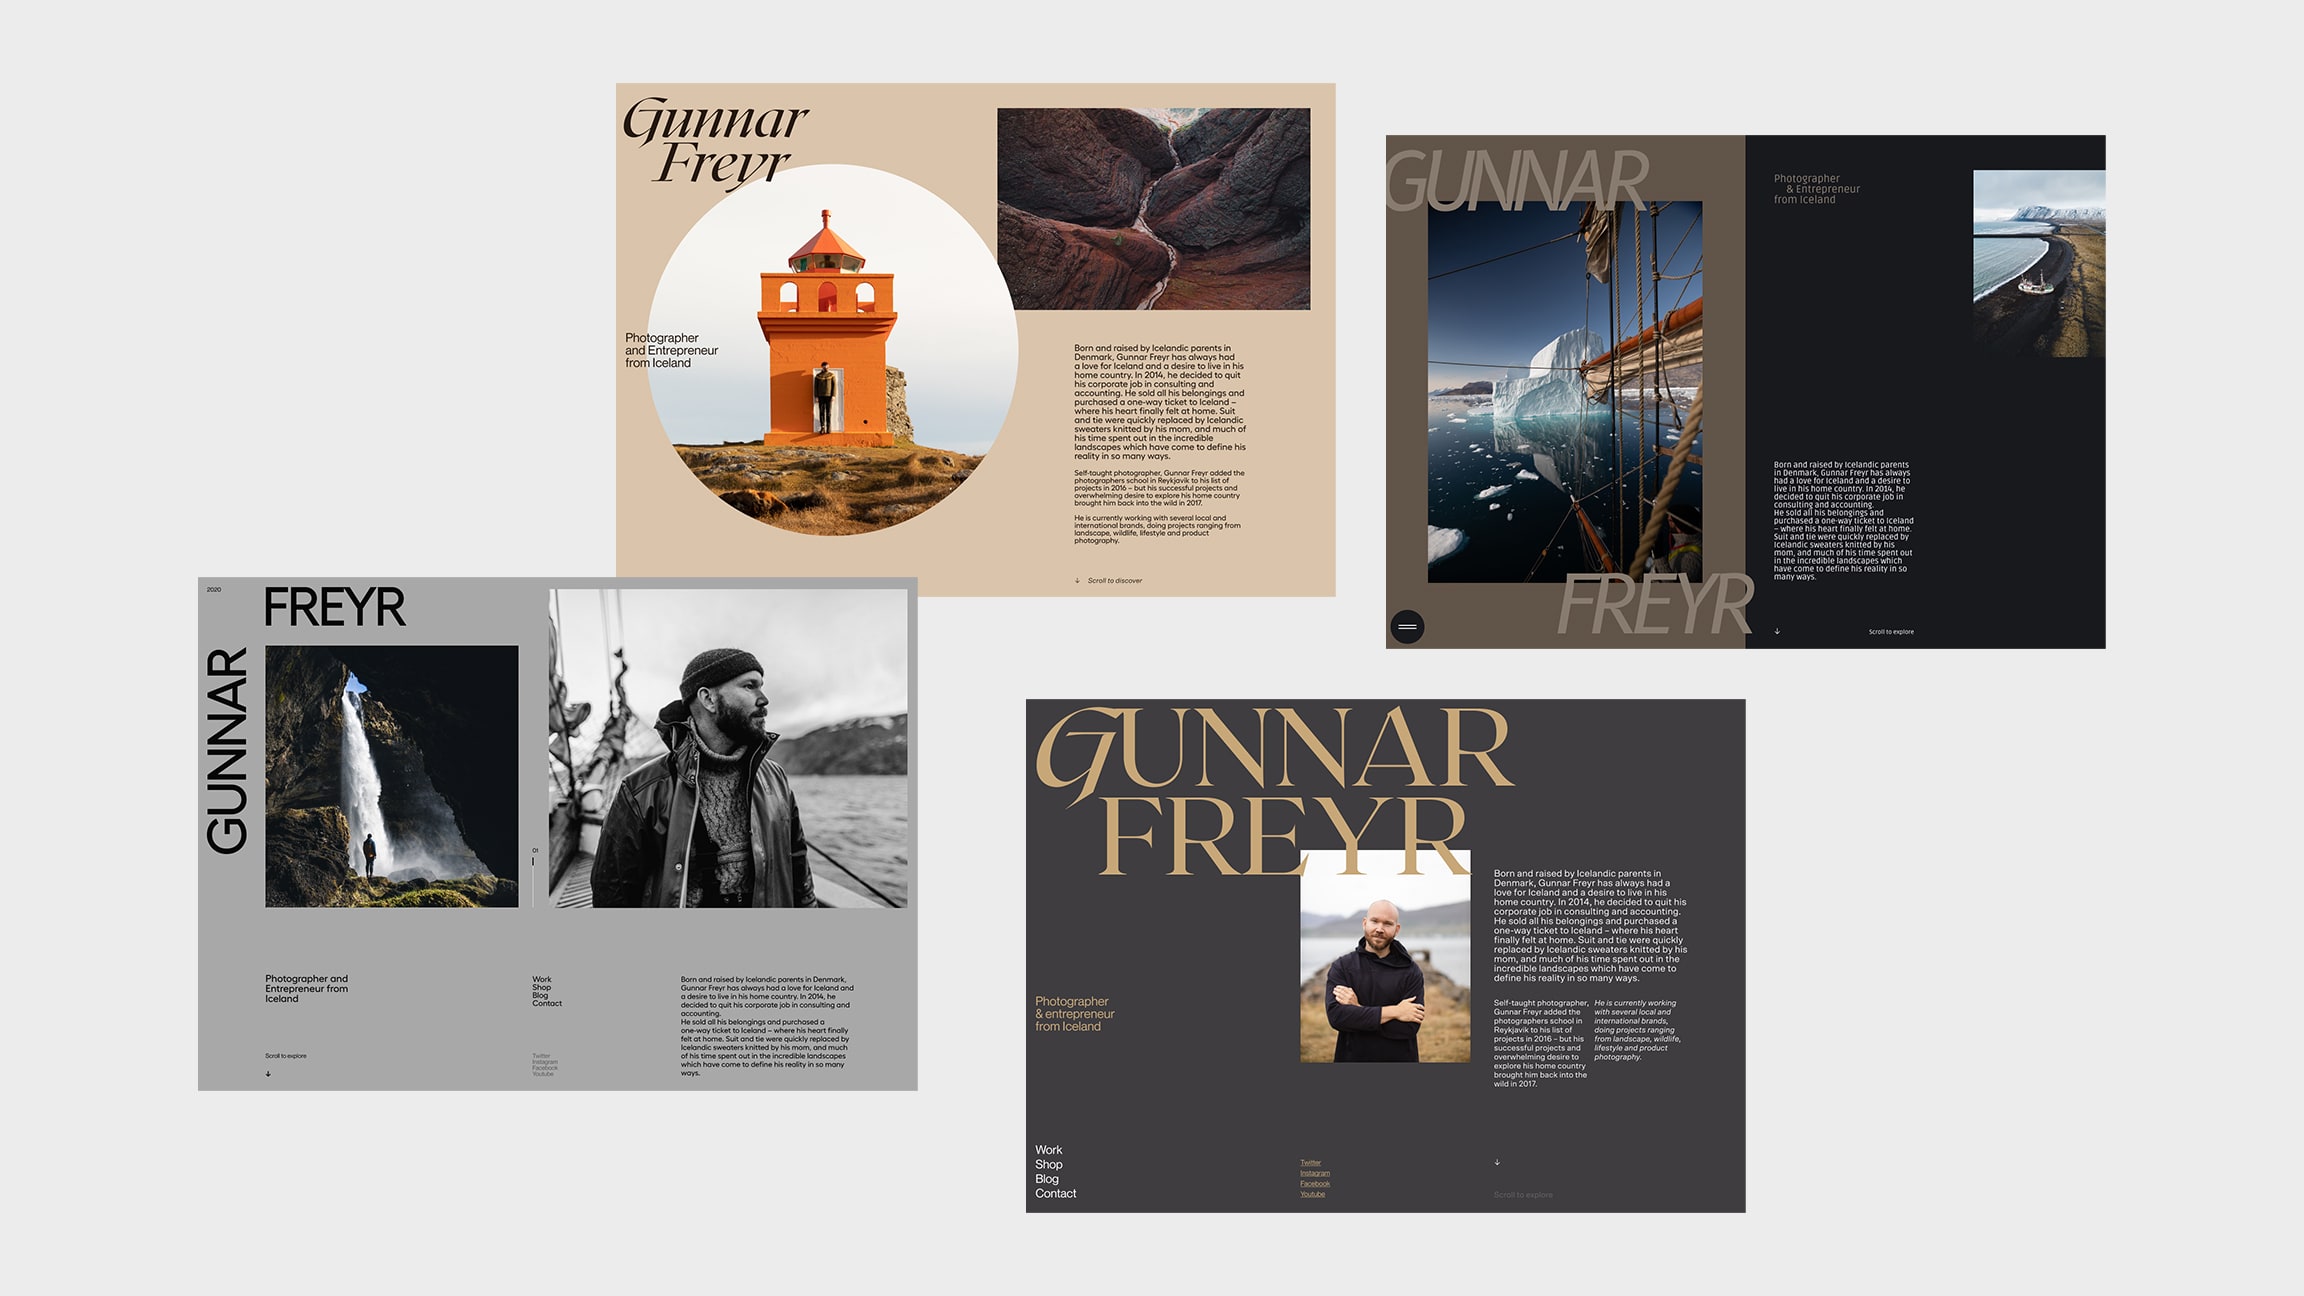 Gunnar
Freyr
Photographer
and Entrepreneur
from Iceland
Born and raised by Icelandic parents in
Denmark, Gunnar Freyr has always had
a love for Iceland and a desire to live in his
home country. In 2014, he decided to quit
his corporate job in consulting and
accounting. He sold all his belongings and
purchased a one-way ticket to Iceland –
where his heart finally felt at home. Suit
and tie were quickly replaced by Icelandic
sweaters knitted by his mom, and much of
his time spent out in the incredible
landscapes which have come to define his
reality in so many ways.
Self-taught photographer, Gunnar Freyr added the
photographers school in Reykjavik to his list of
projects in 2016 – but his successful projects and
overwhelming desire to explore his home country
brought him back into the wild in 2017.
He is currently working with several local and
international brands, doing projects ranging from
landscape, wildlife, lifestyle and product
photography.
↓ Scroll to discover
GUNNAR
FREYR
Photographer
& Entrepreneur
from Iceland
Born and raised by Icelandic parents
in Denmark, Gunnar Freyr has always
had a love for Iceland and a desire to
live in his home country. In 2014, he
decided to quit his corporate job in
consulting and accounting.
He sold all his belongings and
purchased a one-way ticket to Iceland
– where his heart finally felt at home.
Suit and tie were quickly replaced by
Icelandic sweaters knitted by his
mom, and much of his time spent out
in the incredible landscapes which
have come to define his reality in so
many ways.
↓ Scroll to explore
2020
GUNNAR
FREYR
01
Photographer and
Entrepreneur from
Iceland
Scroll to explore
↓
Work
Shop
Blog
Contact
Twitter
Instagram
Facebook
Youtube
Born and raised by Icelandic parents in Denmark,
Gunnar Freyr has always had a love for Iceland and
a desire to live in his home country. In 2014, he
decided to quit his corporate job in consulting and
accounting.
He sold all his belongings and purchased a
one-way ticket to Iceland – where his heart finally
felt at home. Suit and tie were quickly replaced by
Icelandic sweaters knitted by his mom, and much
of his time spent out in the incredible landscapes
which have come to define his reality in so many
ways.
GUNNAR
FREYR
Photographer
& entrepreneur
from Iceland
Born and raised by Icelandic parents in
Denmark, Gunnar Freyr has always had a
love for Iceland and a desire to live in his
home country. In 2014, he decided to quit his
corporate job in consulting and accounting.
He sold all his belongings and purchased a
one-way ticket to Iceland – where his heart
finally felt at home. Suit and tie were quickly
replaced by Icelandic sweaters knitted by his
mom, and much of his time spent out in the
incredible landscapes which have come to
define his reality in so many ways.
Self-taught photographer,
Gunnar Freyr added the
photographers school in
Reykjavik to his list of
projects in 2016 – but his
successful projects and
overwhelming desire to
explore his home country
brought him back into the
wild in 2017.
He is currently working
with several local and
international brands,
doing projects ranging
from landscape, wildlife,
lifestyle and product
photography.
Work
Shop
Blog
Contact
Twitter
Instagram
Facebook
Youtube
↓
Scroll to explore